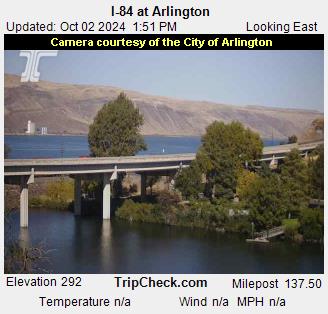 I-84 at Arlington
Updated: Oct 02 2024 1:51 PM Looking East
Camera courtesy of the City of Arlington
Elevation 292 TripCheck.com Milepost 137.50
Temperature n/a Wind n/a MPH n/a